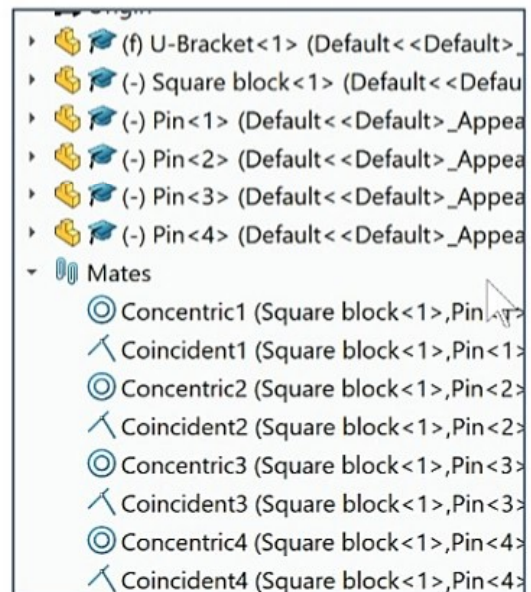 (f) U-Bracket<1> (Default<<Default>_
(-) Square block<1> (Default<<Defau
(-) Pin<1> (Default<<Default>_Appea
(-) Pin<2> (Default<<Default>_Appea
(-) Pin<3> (Default<<Default>_Appea
(-) Pin<4> (Default<<Default>_Appea
Mates
Concentric1 (Square block<1>,Pin
Coincident1 (Square block<1>,Pin<1>
Concentric2 (Square block<1>,Pin<2>
Coincident2 (Square block<1>,Pin<2>
Concentric3 (Square block<1>,Pin<3>
Coincident3 (Square block<1>,Pin<3>
Concentric4 (Square block<1>,Pin<4>
Coincident4 (Square block<1>,Pin<4>